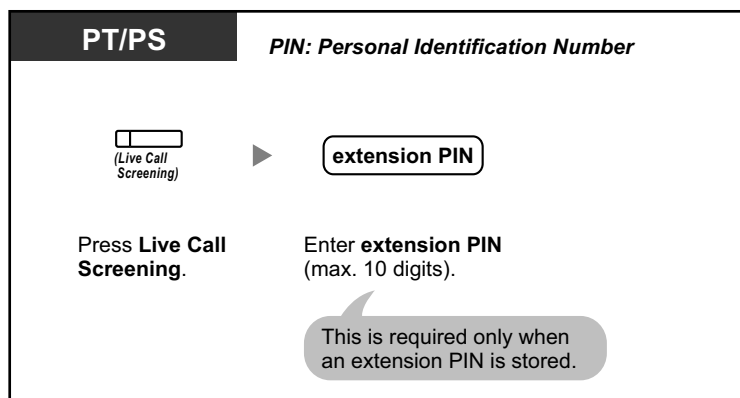 PT/PS
PIN: Personal Identification Number
(Live Call
Screening)
extension PIN
Press Live Call
Screening.
Enter extension PIN
(max. 10 digits).
This is required only when
an extension PIN is stored.